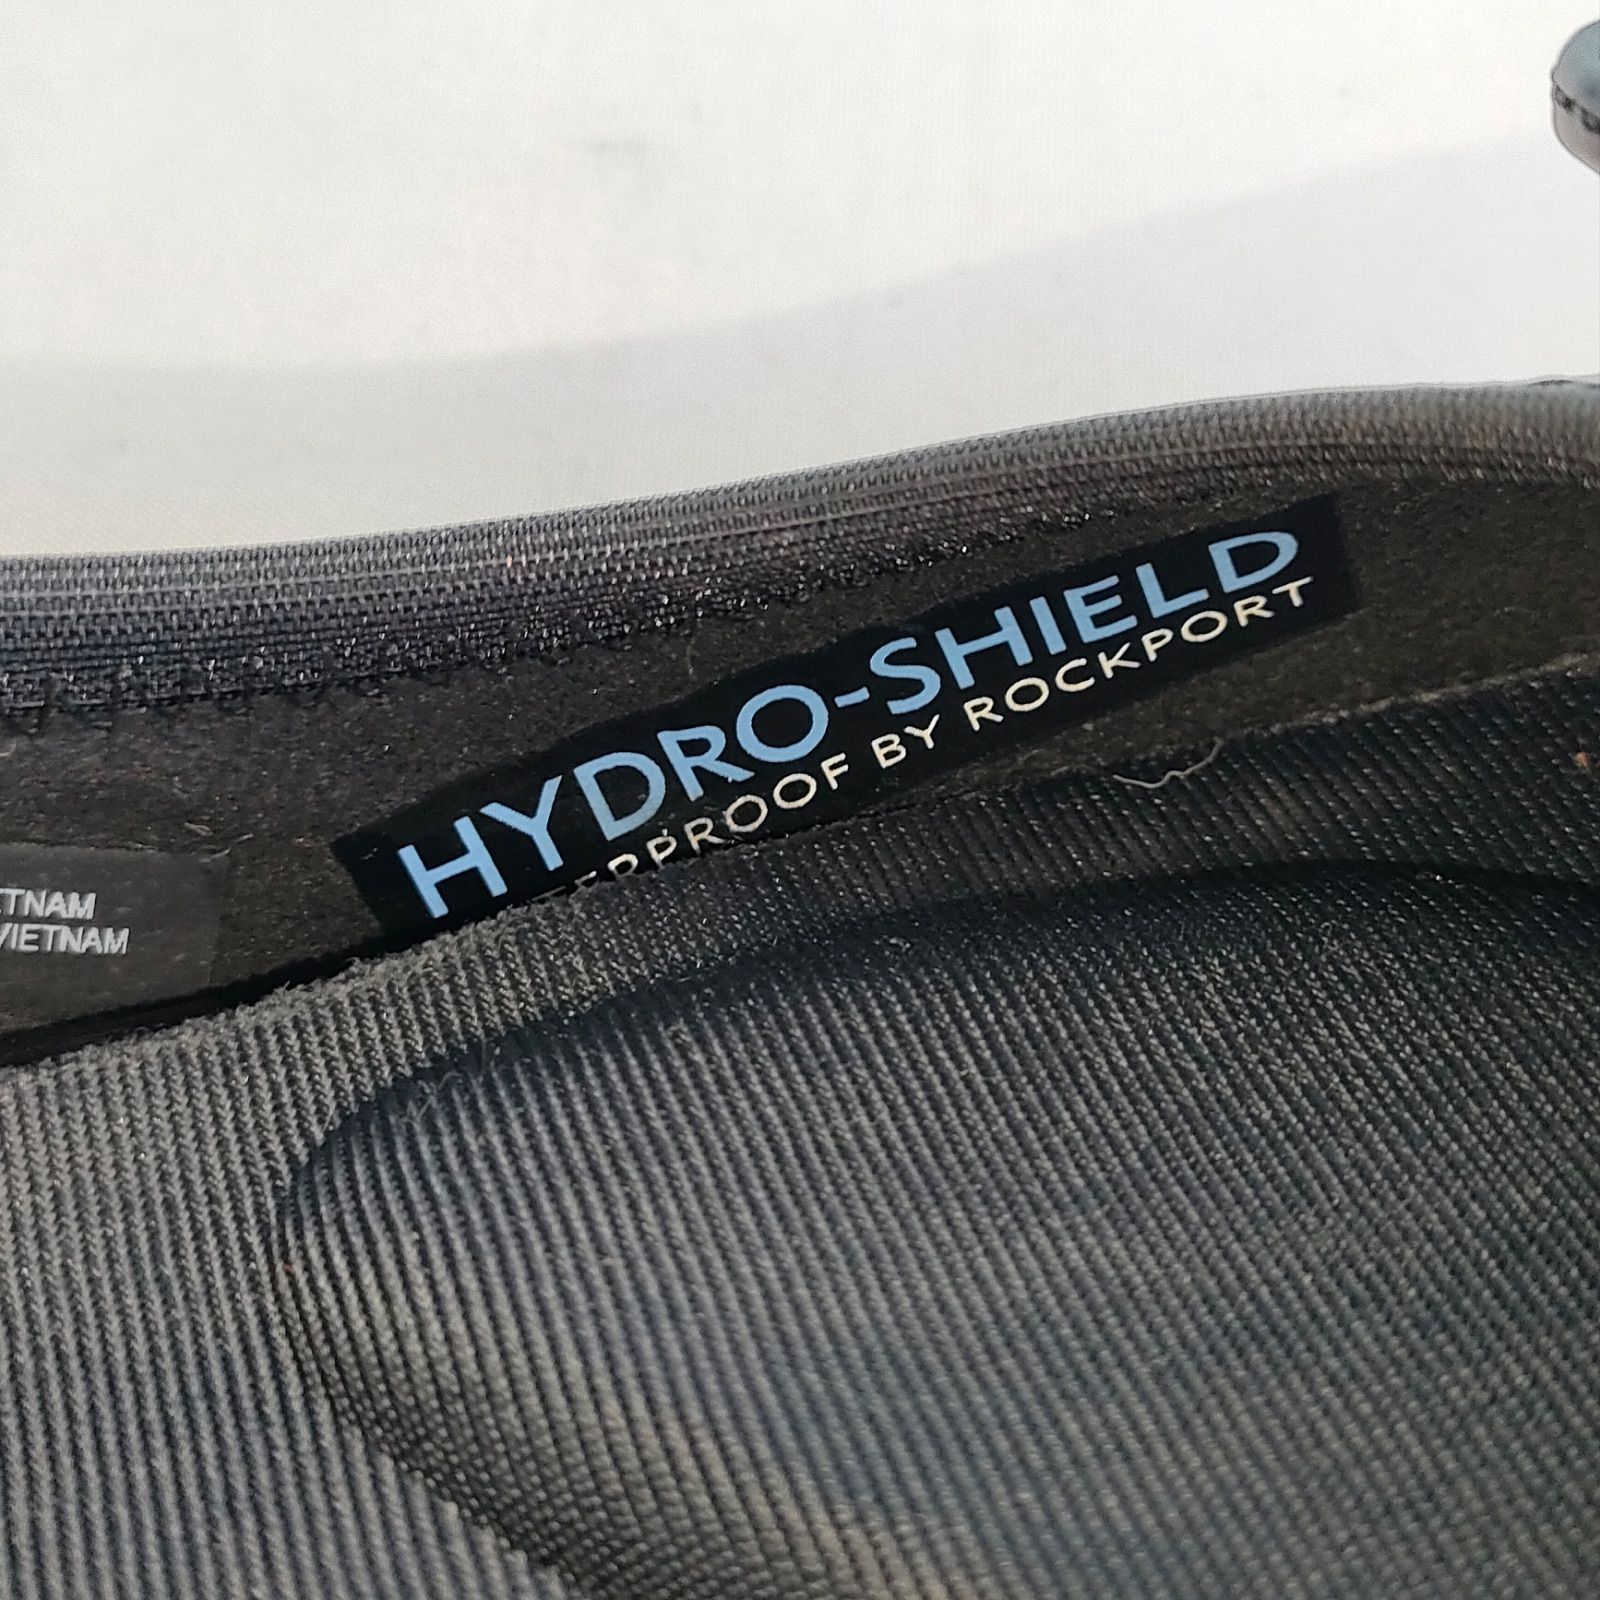 HYDRO-SHIELD
BY ROCKPORT
VIETNAM